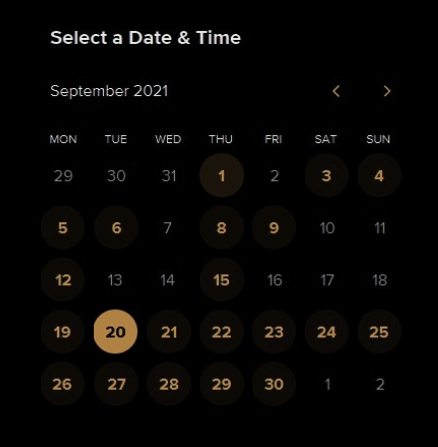 Select a Date & Time
September 2021
MON TUE WED THU FRI SAT SUN
29 30 31 1 2 3 4
5 6 7 8 9 10 11
12 13 14 15 16 17 18
19 20 21 22 23 24 25
26 27 28 29 30 1 2